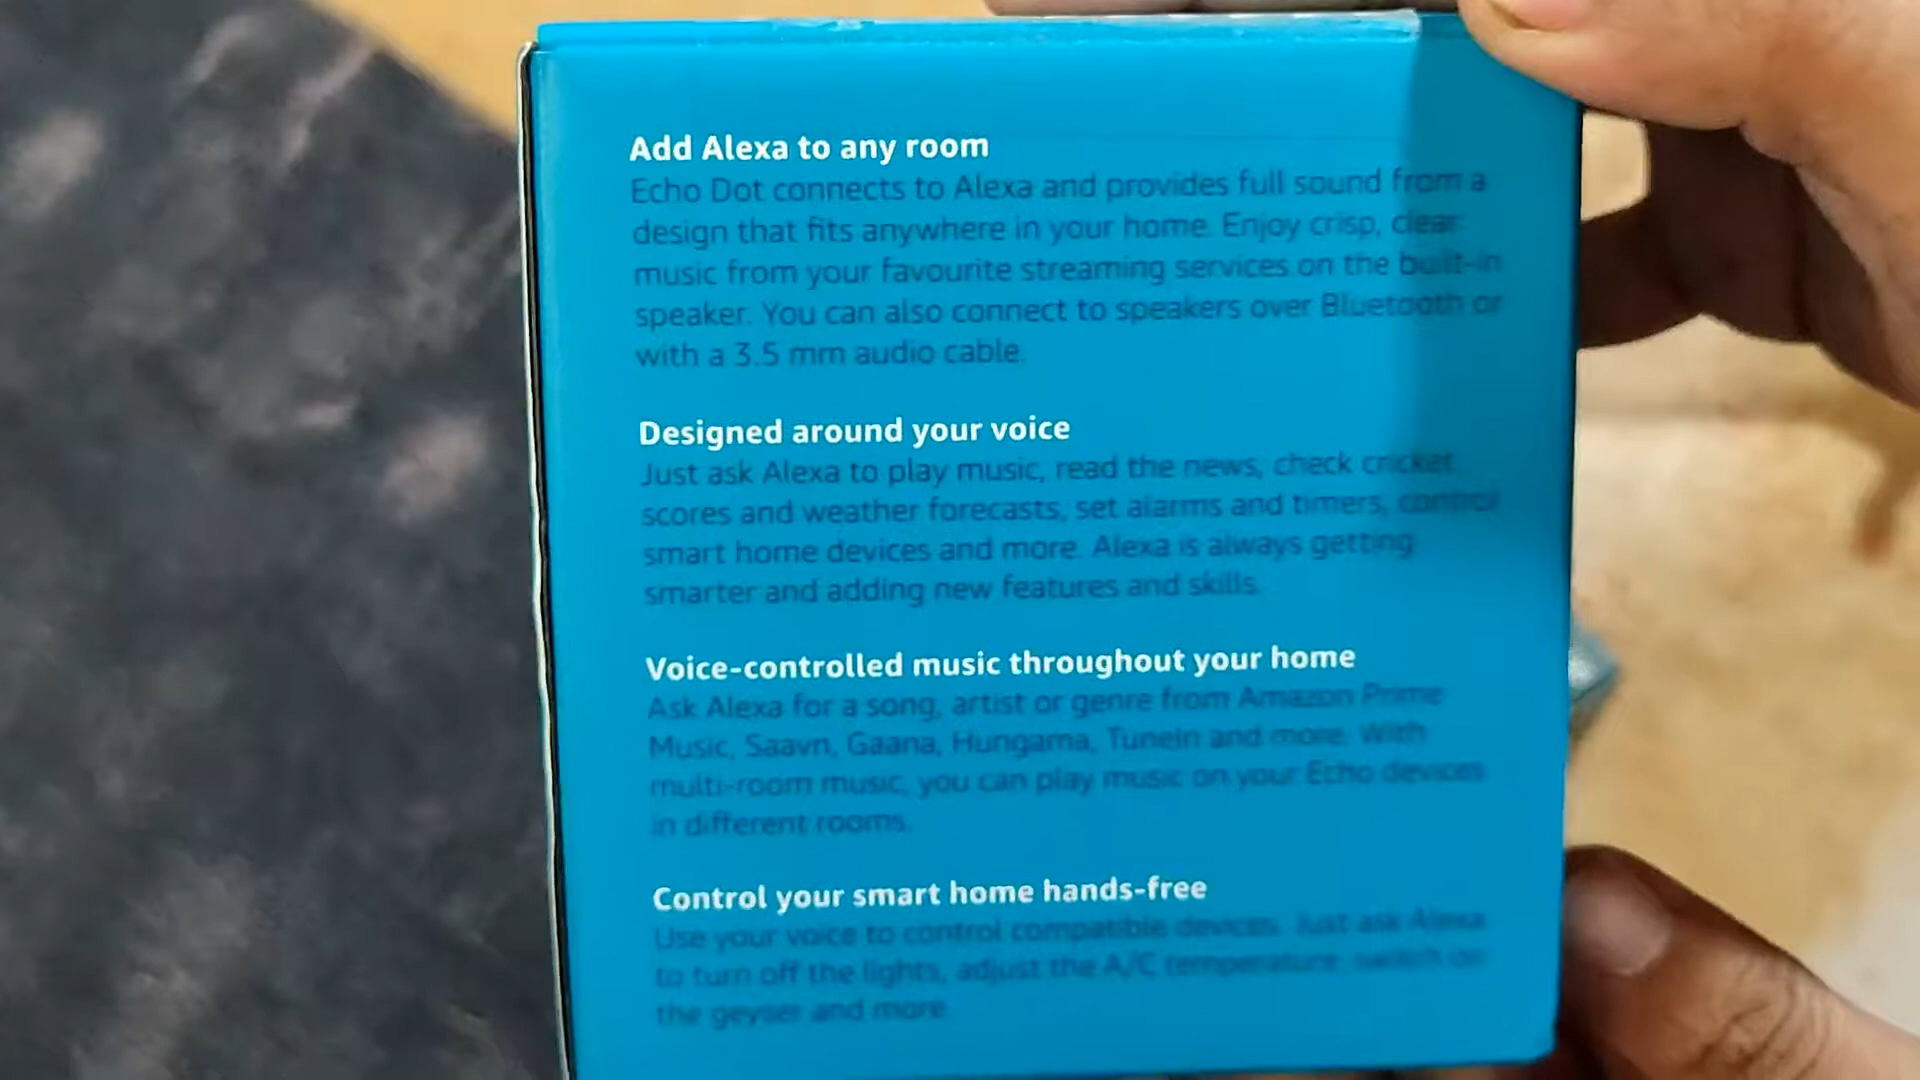 Add Alexa to any room
Echo Dot connects to Alexa and provides full sound from a
design that fits anywhere in your home. Enjoy crisp, clear
music from your favourite streaming services on the built-in
speaker. You can also connect to speakers over Bluetooth or
with a 3.5 mm audio cable.
Designed around your voice
Just ask Alexa to play music, read the news, check cricket
scores and weather forecasts, set alarms and timers, control
smart home devices and more. Alexa is always getting
smarter and adding new features and skills.
Voice-controlled music throughout your home
Ask Alexa for a song, artist or genre from Amazon Prime
Music, Saavn, Gaana, Hungama, TuneIn and more. With
multi-room music, you can play music on your Echo devices
in different rooms.
Control your smart home hands-free
Use your voice to control compatible devices. Just ask Alexa
to turn off the lights, adjust the A/C temperature, switch on
the geyser and more.